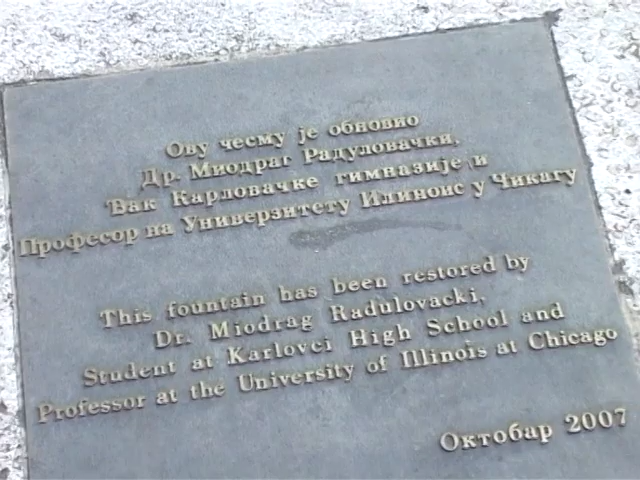 Ову чесму је обновио
Др. Миодраг Радуловачки,
Ђак Карловачке гимназије и
Професор на Универзитету Илиноис у Чикагу
This fountain has been restored by
Dr. Miodrag Radulovacki,
Student at Karlovci High School and
Professor at the University of Illinois at Chicago
Октобар 2007